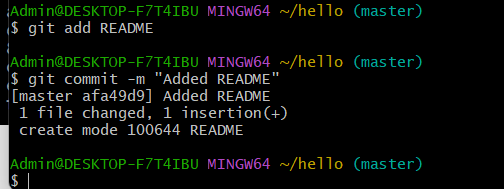 Admin@DESKTOP-F7T4IBU MINGW64 ~/hello (master)
$ git add README
Admin@DESKTOP-F7T4IBU MINGW64 ~/hello (master)
$ git commit -m "Added README"
[master afa49d9] Added README
 1 file changed, 1 insertion(+)
 create mode 100644 README
Admin@DESKTOP-F7T4IBU MINGW64 ~/hello (master)
$